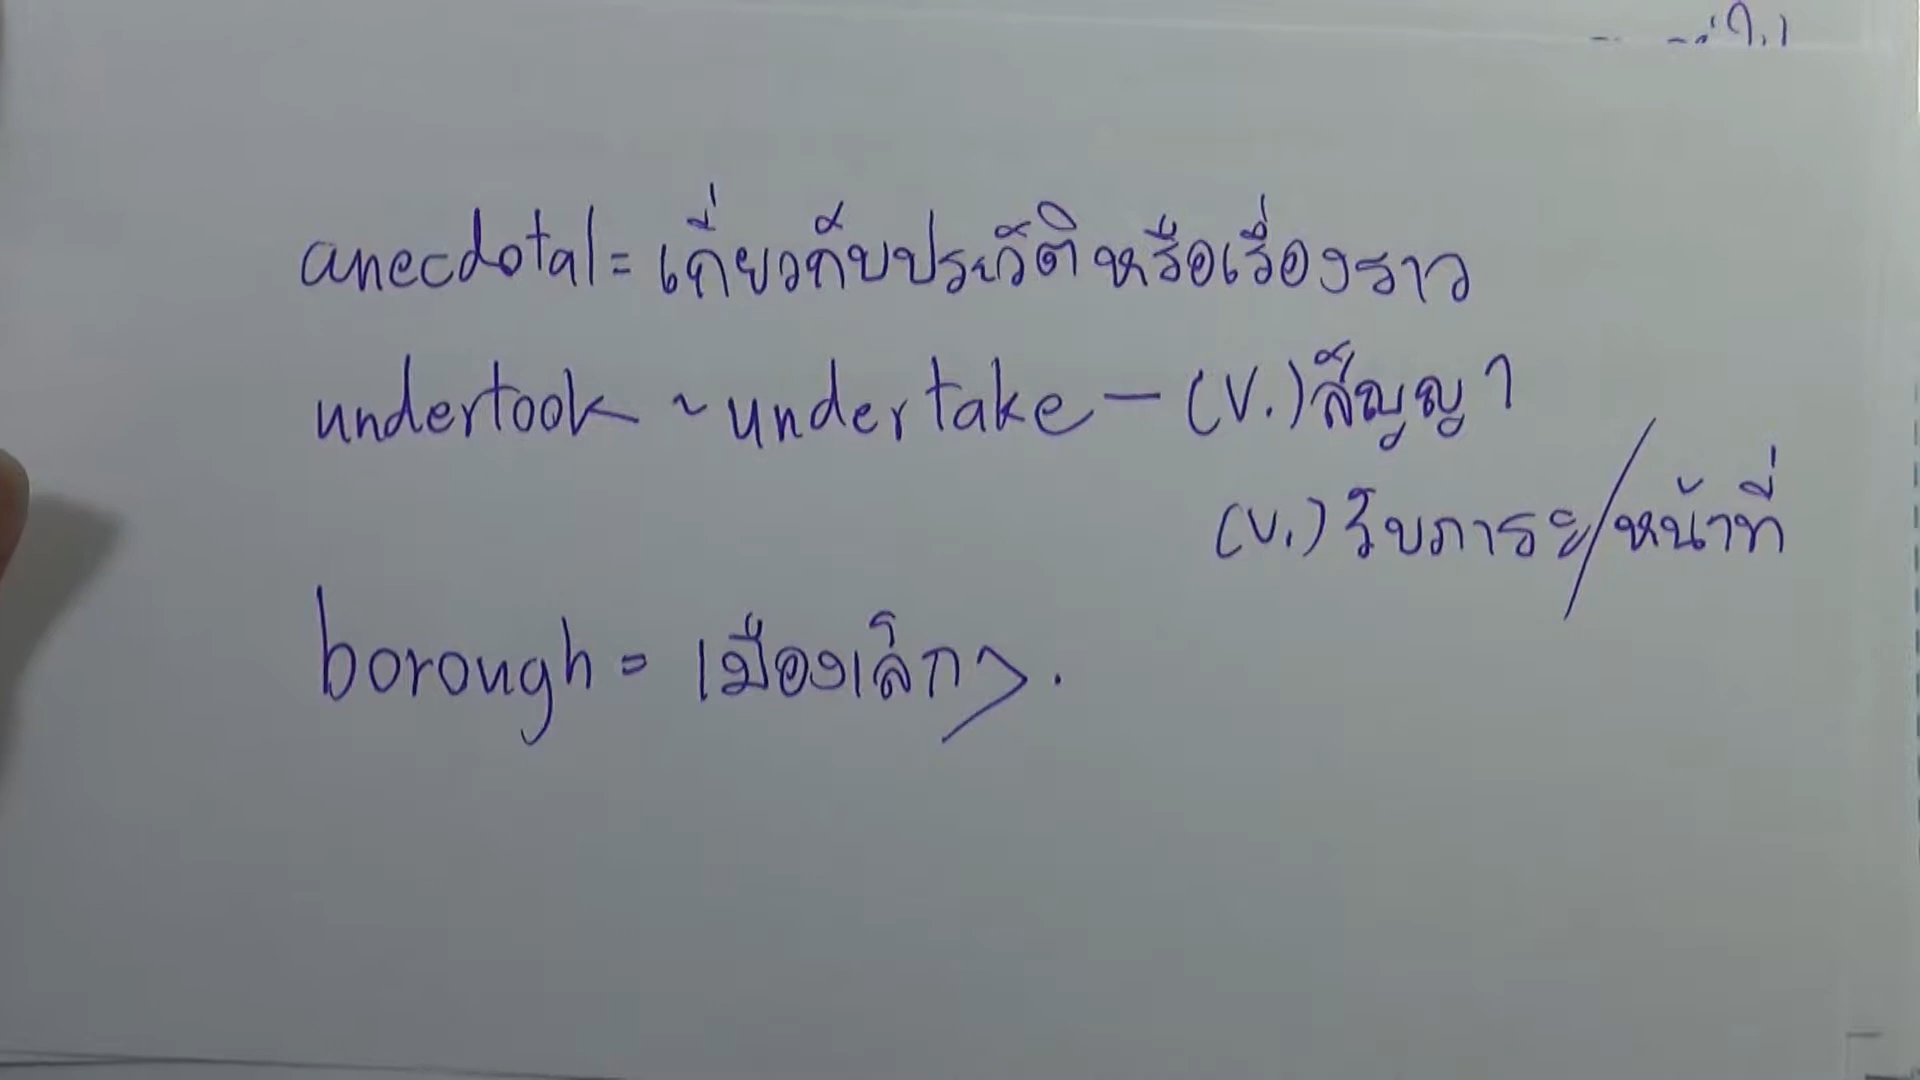 anecdotal = เกี่ยวกับประวัติหรือเรื่องราว
undertook ~ undertake – (v.) สัญญา
(v.) รับภาระ/หน้าที่
borough = เมืองเล็กๆ.